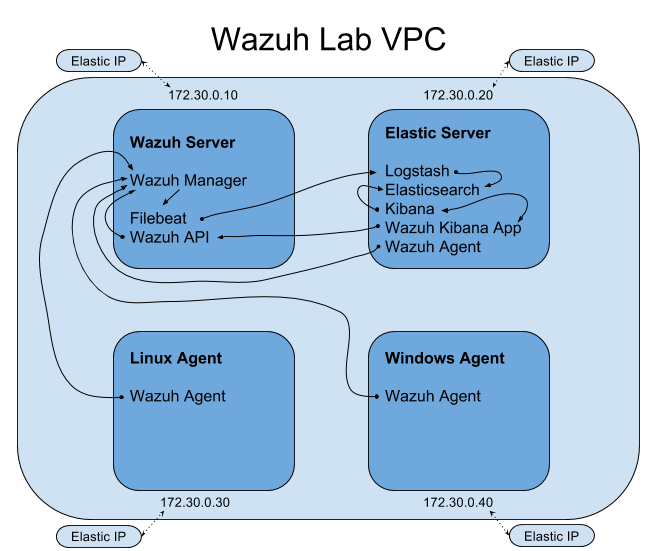 Wazuh Lab VPC
Elastic IP
Elastic IP
172.30.0.10
172.30.0.20
Wazuh Server
Wazuh Manager
Filebeat
Wazuh API
Elastic Server
Logstash
Elasticsearch
Kibana
Wazuh Kibana App
Wazuh Agent
Linux Agent
Wazuh Agent
Windows Agent
Wazuh Agent
172.30.0.30
172.30.0.40
Elastic IP
Elastic IP